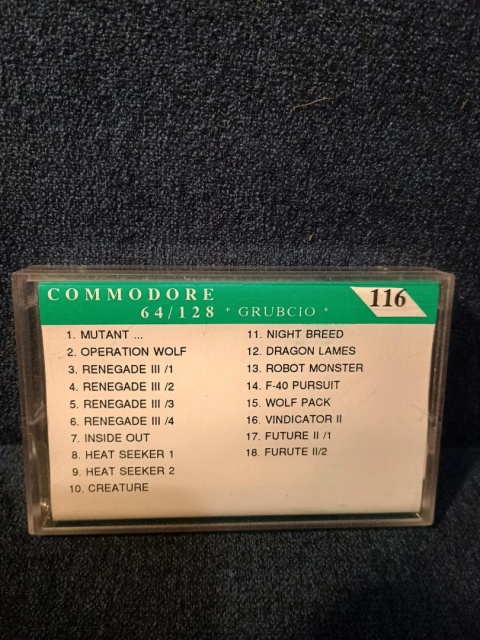 COMMODORE
64/128 * GRUBCIO *
116
1. MUTANT ...
2. OPERATION WOLF
3. RENEGADE III /1
4. RENEGADE III /2
5. RENEGADE III /3
6. RENEGADE III /4
7. INSIDE OUT
8. HEAT SEEKER 1
9. HEAT SEEKER 2
10. CREATURE
11. NIGHT BREED
12. DRAGON LAMES
13. ROBOT MONSTER
14. F-40 PURSUIT
15. WOLF PACK
16. VINDICATOR II
17. FUTURE II /1
18. FURUTE II/2